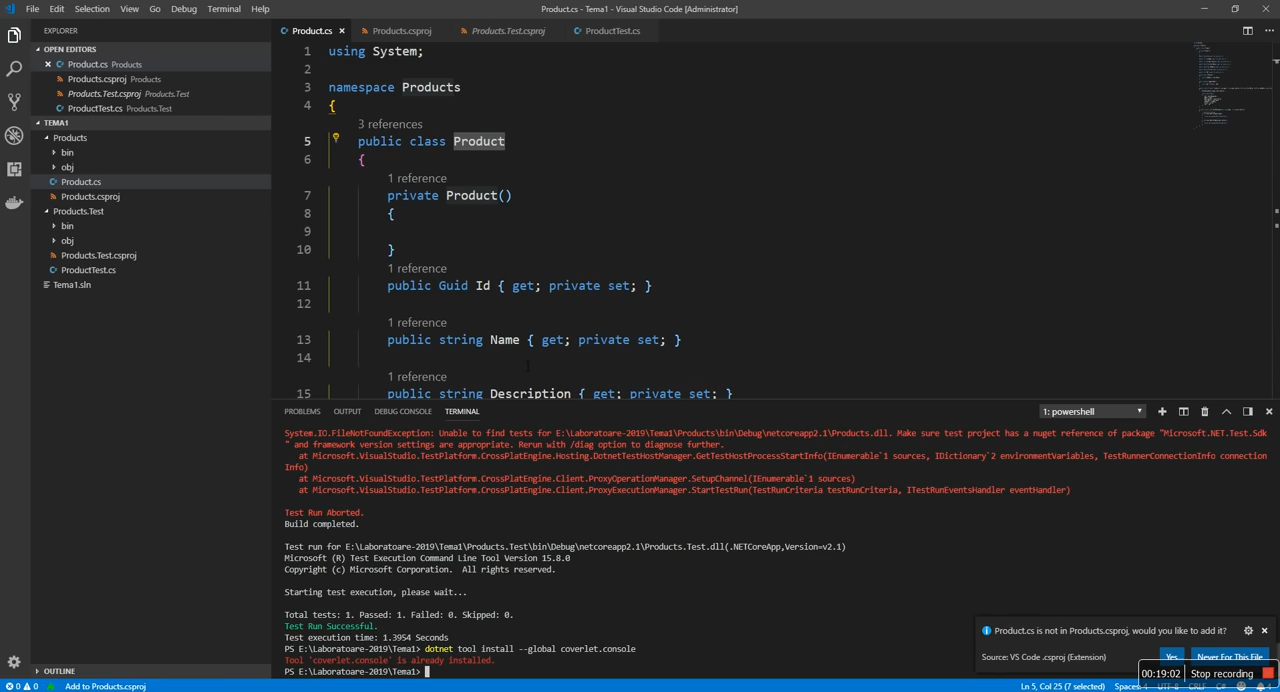 File Edit Selection View Go Debug Terminal Help
Product.cs - Tema1 - Visual Studio Code [Administrator]
EXPLORER
OPEN EDITORS
Product.cs Products
Products.csproj Products
Products.Test.csproj Products.Test
ProductTest.cs Products.Test
TEMA1
Products
bin
obj
Product.cs
Products.csproj
Products.Test
bin
obj
Products.Test.csproj
ProductTest.cs
Tema1.sln
OUTLINE
Product.cs Products.csproj Products.Test.csproj ProductTest.cs
1 using System;
2
3 namespace Products
4 {
3 references
5 public class Product
6 {
1 reference
7 private Product()
8 {
9
10 }
1 reference
11 public Guid Id { get; private set; }
12
1 reference
13 public string Name { get; private set; }
14
1 reference
15 public string Description { get; private set; }
PROBLEMS OUTPUT DEBUG CONSOLE TERMINAL
1: powershell
System.IO.FileNotFoundException: Unable to find tests for E:\Laboratoare-2019\Tema1\Products\bin\Debug\netcoreapp2.1\Products.dll. Make sure test project has a nuget reference of package "Microsoft.NET.Test.Sdk
" and framework version settings are appropriate. Rerun with /diag option to diagnose further.
at Microsoft.VisualStudio.TestPlatform.CrossPlatEngine.Hosting.DotnetTestHostManager.GetTestHostProcessStartInfo(IEnumerable`1 sources, IDictionary`2 environmentVariables, TestRunnerConnectionInfo connection
Info)
at Microsoft.VisualStudio.TestPlatform.CrossPlatEngine.Client.ProxyOperationManager.SetupChannel(IEnumerable`1 sources)
at Microsoft.VisualStudio.TestPlatform.CrossPlatEngine.Client.ProxyExecutionManager.StartTestRun(TestRunCriteria testRunCriteria, ITestRunEventsHandler eventHandler)
Test Run Aborted.
Build completed.
Test run for E:\Laboratoare-2019\Tema1\Products.Test\bin\Debug\netcoreapp2.1\Products.Test.dll(.NETCoreApp,Version=v2.1)
Microsoft (R) Test Execution Command Line Tool Version 15.8.0
Copyright (c) Microsoft Corporation. All rights reserved.
Starting test execution, please wait...
Total tests: 1. Passed: 1. Failed: 0. Skipped: 0.
Test Run Successful.
Test execution time: 1.3954 Seconds
PS E:\Laboratoare-2019\Tema1> dotnet tool install --global coverlet.console
Tool 'coverlet.console' is already installed.
PS E:\Laboratoare-2019\Tema1>
Product.cs is not in Products.csproj, would you like to add it?
Source: VS Code .csproj (Extension)
Yes Never For This File
00:19:02 Stop recording
0 0 Add to Products.csproj
Ln 5, Col 25 (7 selected)